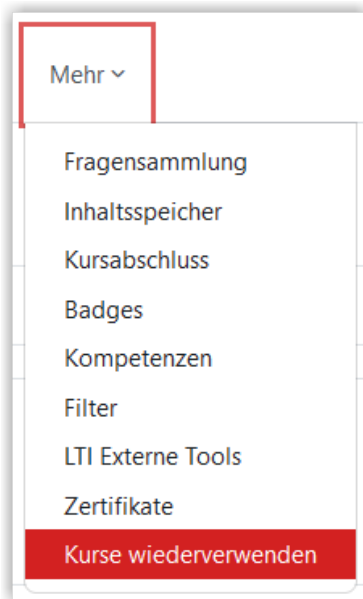 Mehr
Fragensammlung
Inhaltsspeicher
Kursabschluss
Badges
Kompetenzen
Filter
LTI Externe Tools
Zertifikate
Kurse wiederverwenden